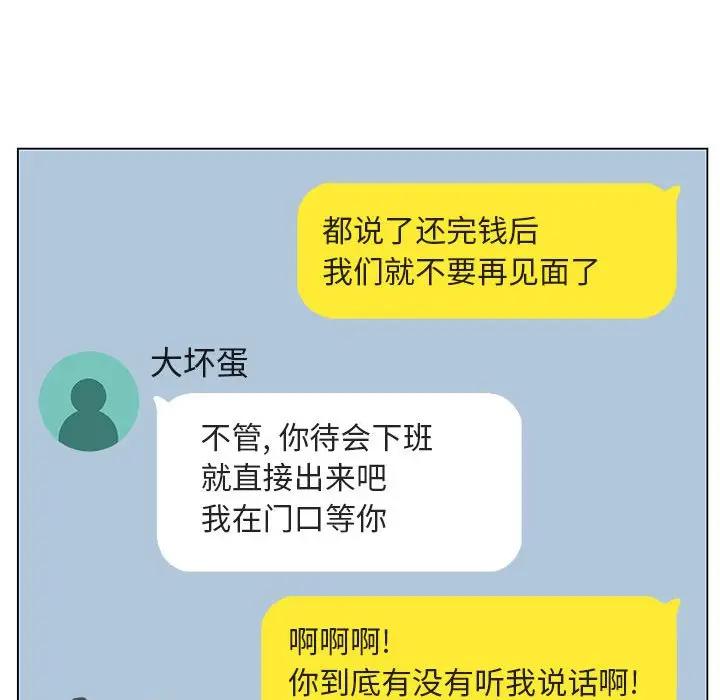 都说了还完钱后
我们就不要再见面了
大坏蛋
不管, 你待会下班
就直接出来吧
我在门口等你
啊啊啊!
你到底有没有听我说话啊!